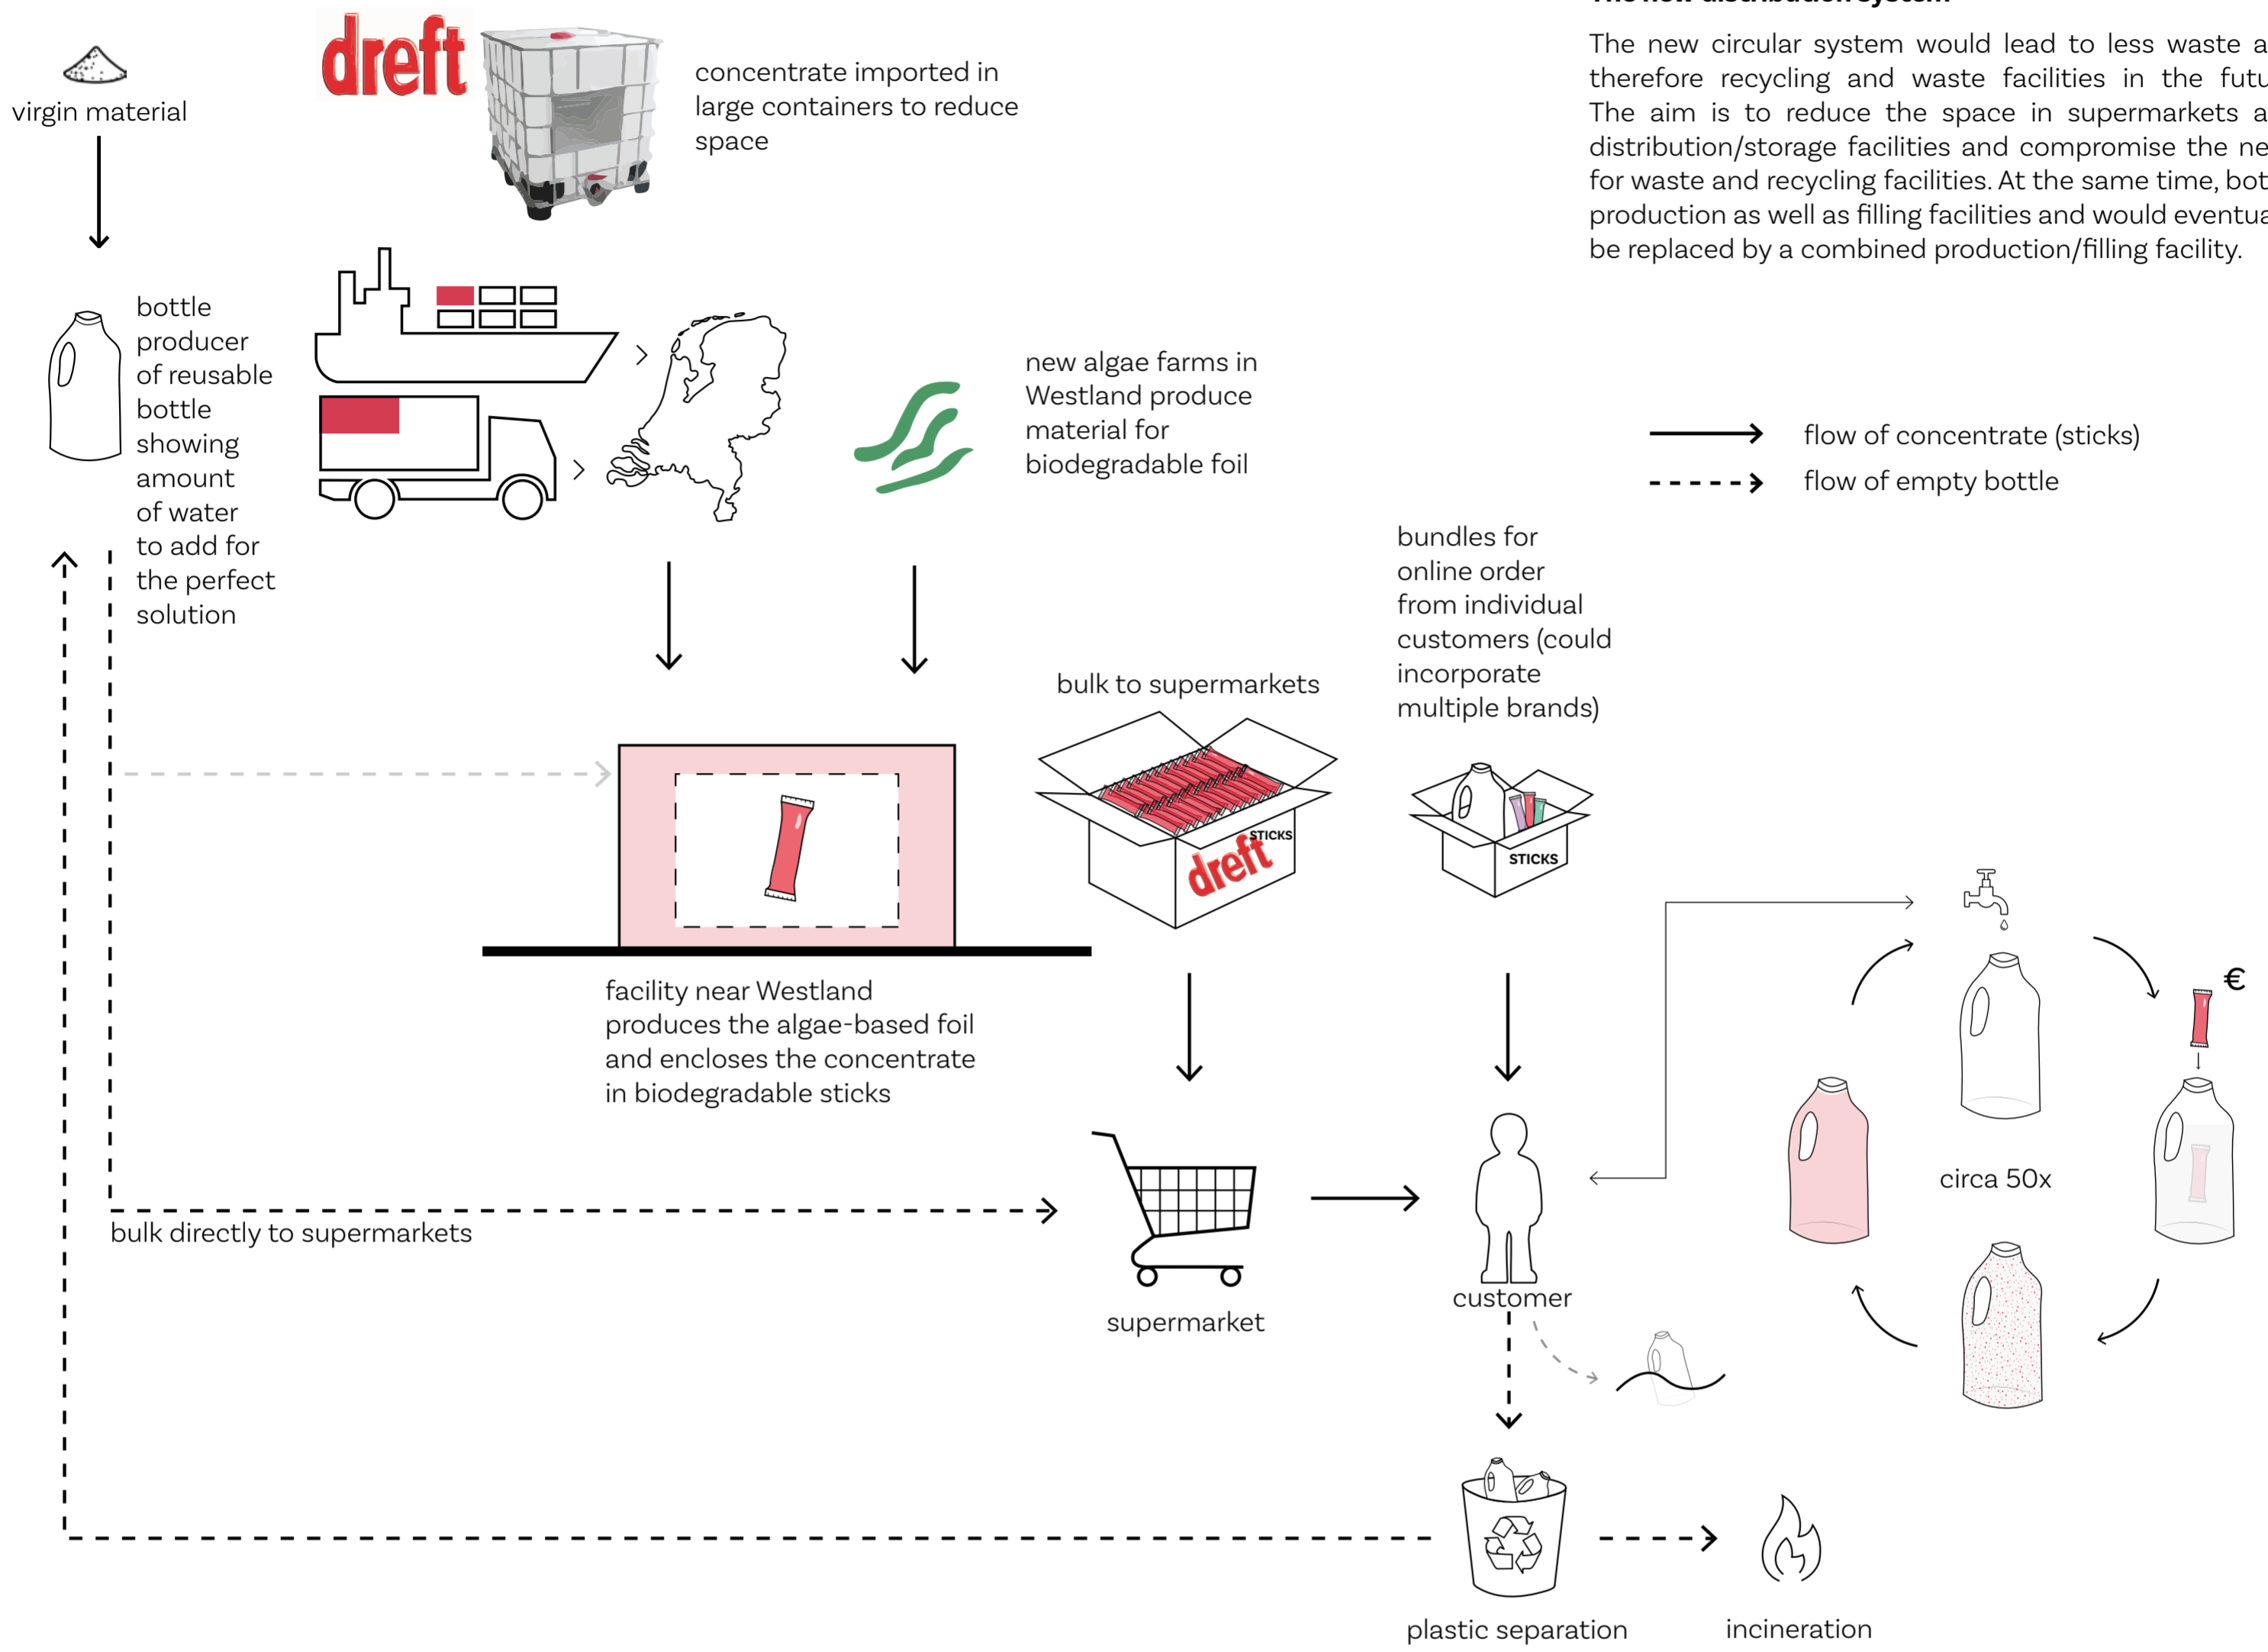 The new distribution system
The new circular system would lead to less waste a
therefore recycling and waste facilities in the futu
The aim is to reduce the space in supermarkets a
distribution/storage facilities and compromise the ne
for waste and recycling facilities. At the same time, bot
production as well as filling facilities and would eventua
be replaced by a combined production/filling facility.
virgin material
dreft
concentrate imported in
large containers to reduce
space
bottle
producer
of reusable
bottle
showing
amount
of water
to add for
the perfect
solution
new algae farms in
Westland produce
material for
biodegradable foil
flow of concentrate (sticks)
flow of empty bottle
bundles for
online order
from individual
customers (could
incorporate
multiple brands)
bulk to supermarkets
STICKS
dreft
STICKS
facility near Westland
produces the algae-based foil
and encloses the concentrate
in biodegradable sticks
€
circa 50x
bulk directly to supermarkets
supermarket
customer
plastic separation
incineration